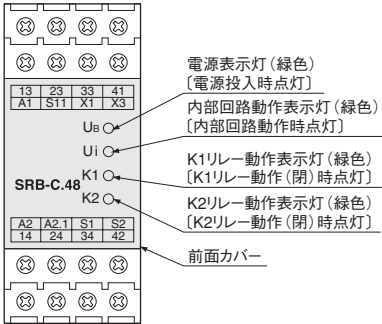 13 23 33 41
A1 S11 X1 X3
UB
Ui
K1
K2
SRB-C.48
A2 A2.1 S1 S2
14 24 34 42
電源表示灯（緑色）
〔電源投入時点灯〕
内部回路動作表示灯（緑色）
〔内部回路動作時点灯〕
K1リレー動作表示灯（緑色）
〔K1リレー動作（閉）時点灯〕
K2リレー動作表示灯（緑色）
〔K2リレー動作（閉）時点灯〕
前面カバー